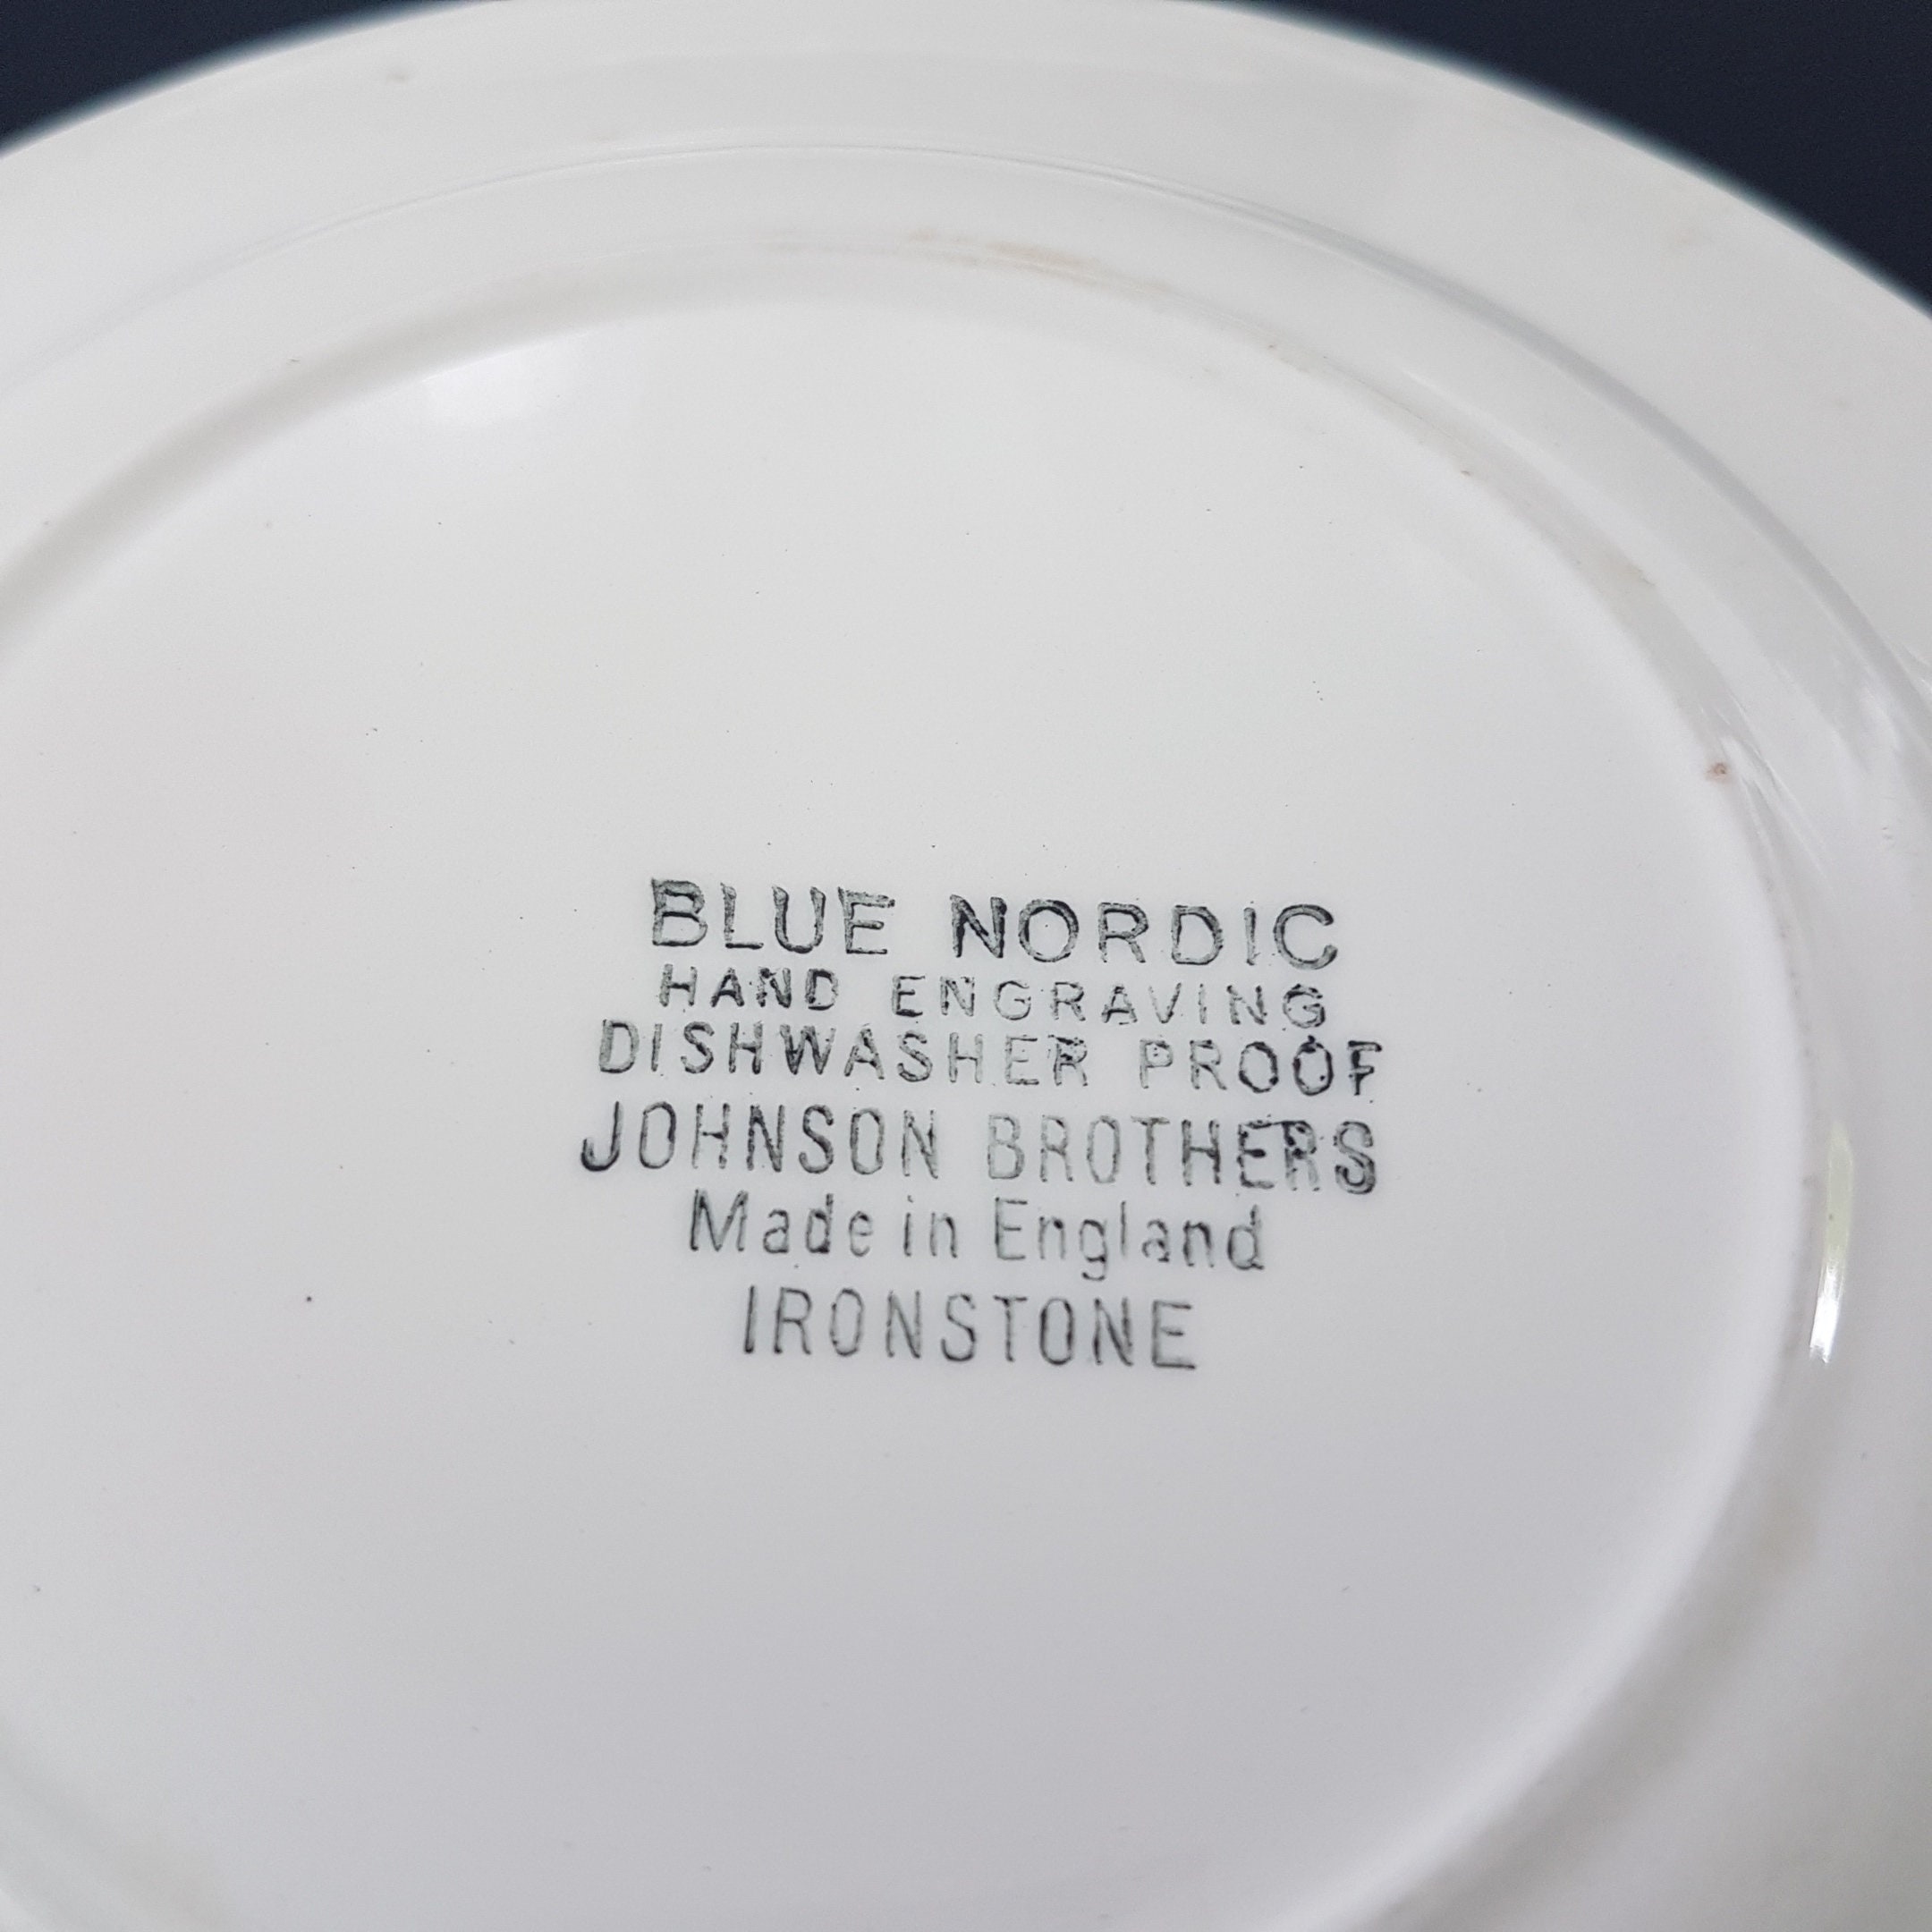 BLUE NORDIC
HAND ENGRAVING
DISHWASHER PROOF
JOHNSON BROTHERS
Made in England
IRONSTONE